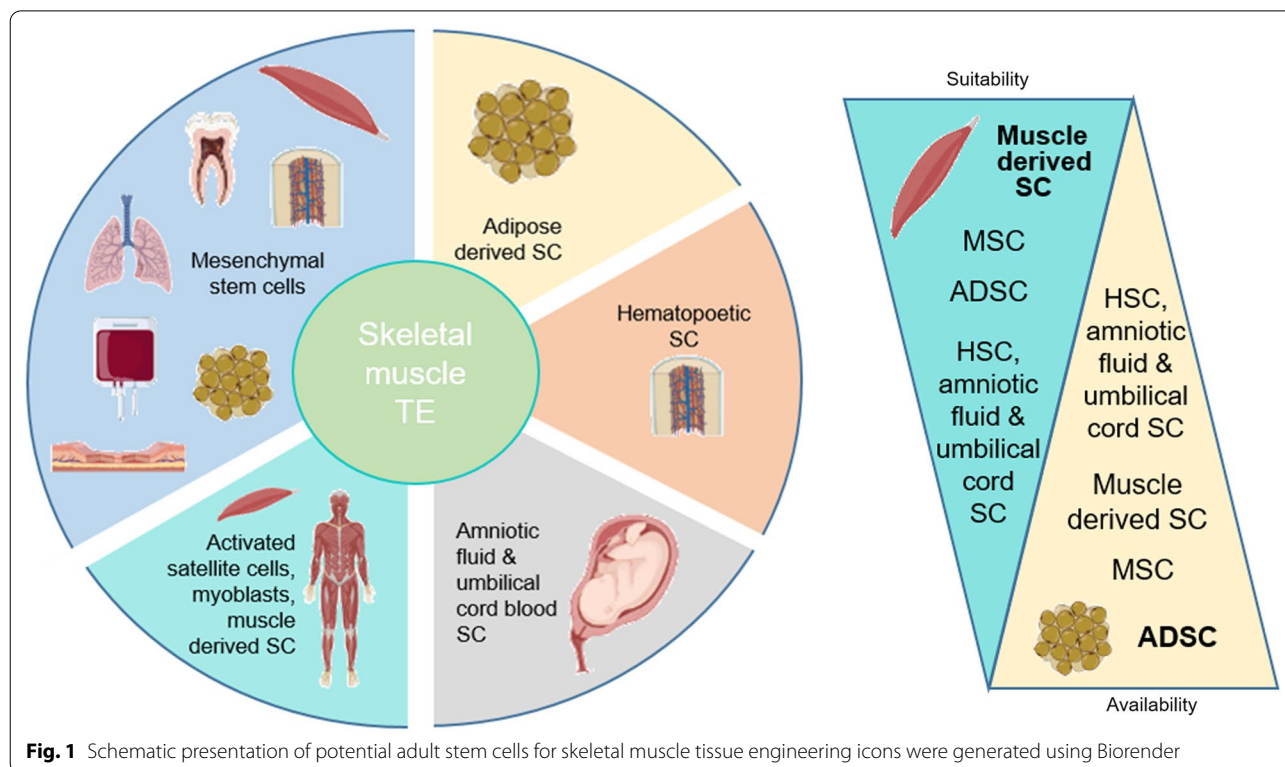 Mesenchymal
stem cells
Adipose
derived SC
Hematopoetic
SC
Amniotic
fluid &
umbilical
cord blood
SC
Activated
satellite cells,
myoblasts,
muscle
derived SC
Skeletal
muscle
TE
Suitability
Muscle
derived
SC
MSC
ADSC
HSC,
amniotic
fluid &
umbilical
cord
SC
HSC,
amniotic
fluid &
umbilical
cord SC
Muscle
derived SC
MSC
ADSC
Availability
Fig. 1 Schematic presentation of potential adult stem cells for skeletal muscle tissue engineering icons were generated using Biorender